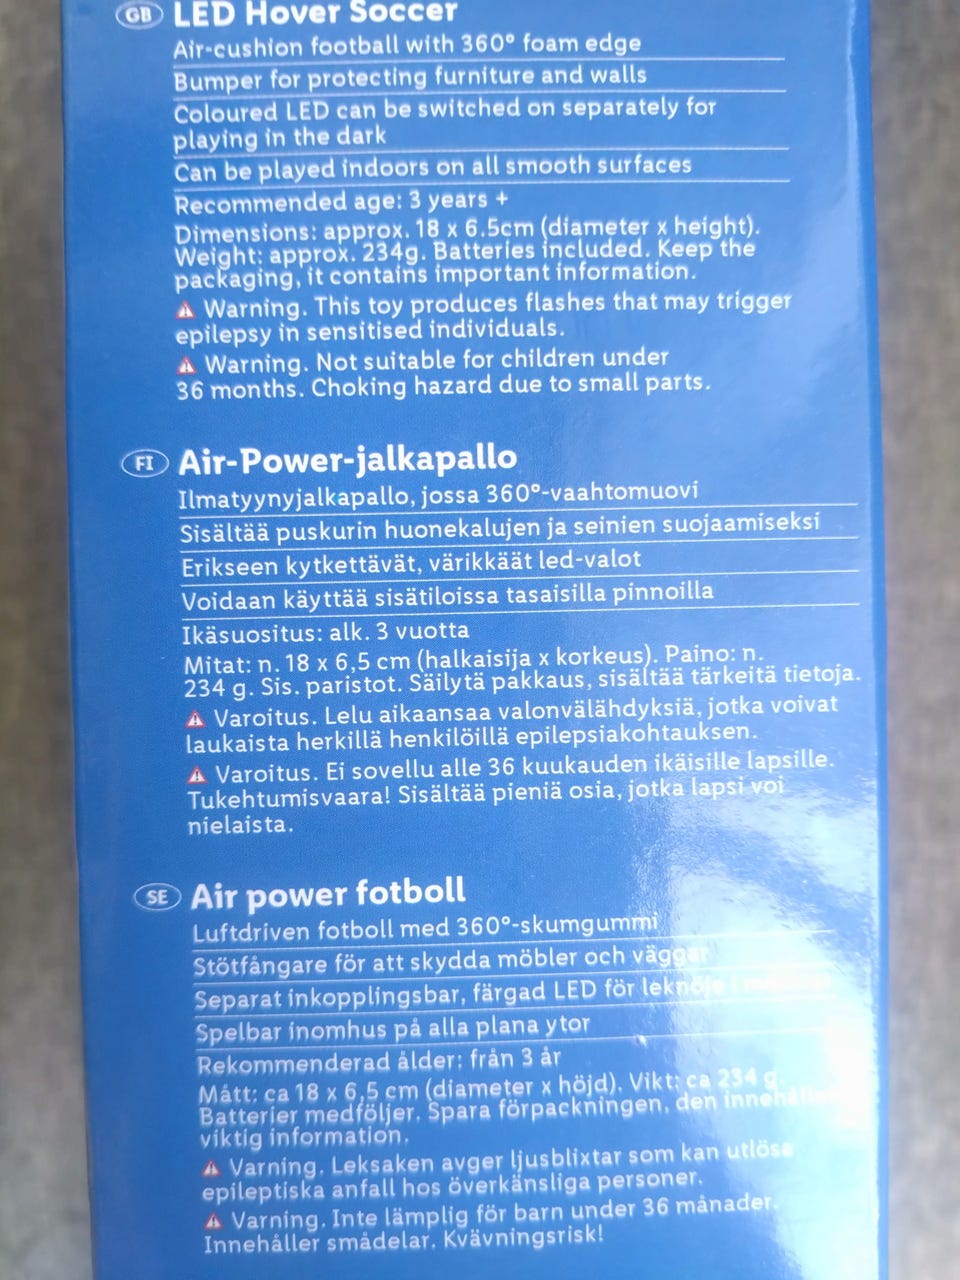 GB LED Hover Soccer
Air-cushion football with 360° foam edge
Bumper for protecting furniture and walls
Coloured LED can be switched on separately for
playing in the dark
Can be played indoors on all smooth surfaces
Recommended age: 3 years +
Dimensions: approx. 18 x 6.5cm (diameter x height).
Weight: approx. 234g. Batteries included. Keep the
packaging, it contains important information.
Warning. This toy produces flashes that may trigger
epilepsy in sensitised individuals.
Warning. Not suitable for children under
36 months. Choking hazard due to small parts.
FI Air-Power-jalkapallo
Ilmatyynyjalkapallo, jossa 360°-vaahtomuovi
Sisältää puskurin huonekalujen ja seinien suojaamiseksi
Erikseen kytkettävät, värikkäät led-valot
Voidaan käyttää sisätiloissa tasaisilla pinnoilla
Ikäsuositus: alk. 3 vuotta
Mitat: n. 18 x 6,5 cm (halkaisija x korkeus). Paino: n.
234 g. Sis. paristot. Säilytä pakkaus, sisältää tärkeitä tietoja.
Varoitus. Lelu aikaansaa valonvälähdyksiä, jotka voivat
laukaista herkillä henkilöillä epilepsiakohtauksen.
Varoitus. Ei sovellu alle 36 kuukauden ikäisille lapsille.
Tukehtumisvaara! Sisältää pieniä osia, jotka lapsi voi
nielaista.
SE Air power fotboll
Luftdriven fotboll med 360°-skumgummi
Stötfångare för att skydda möbler och väggar
Separat inkopplingsbar, färgad LED för
Spelbar inomhus på alla plana ytor
Rekommenderad ålder: från 3 år
Mått: ca 18 x 6,5 cm (diameter x höjd). Vikt: ca 234 g.
Batterier medföljer. Spara förpackningen, den innehåller
viktig information.
Varning. Leksaken avger ljusblixtar som kan utlösa
epileptiska anfall hos överkänsliga personer.
Varning. Inte lämplig för barn under 36 månader.
Innehåller smådelar. Kvävningsrisk!